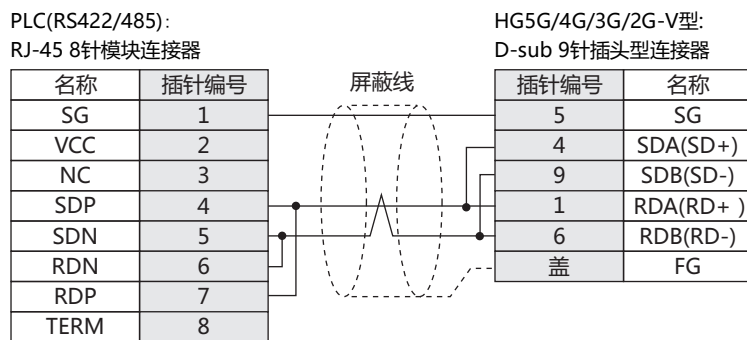 PLC(RS422/485):
RJ-45 8针模块连接器
HG5G/4G/3G/2G-V型:
D-sub 9针插头型连接器
名称 插针编号 屏蔽线 插针编号 名称
SG 1 5 SG
VCC 2 4 SDA(SD+)
NC 3 9 SDB(SD-)
SDP 4 1 RDA(RD+ )
SDN 5 6 RDB(RD-)
RDN 6 盖 FG
RDP 7
TERM 8